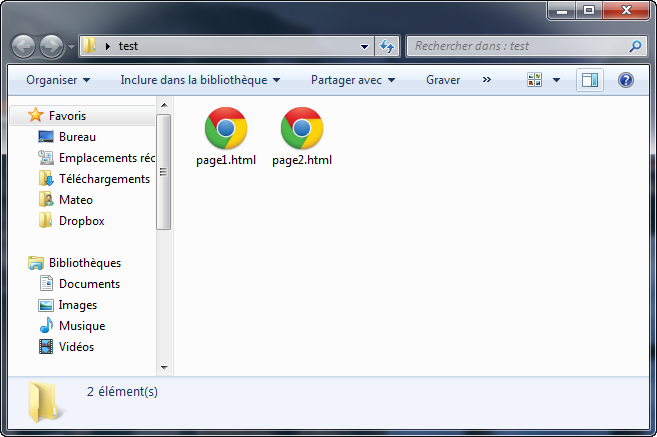 test
Rechercher dans : test
Organiser
Inclure dans la bibliothèque
Partager avec
Graver
»
?
Favoris
Bureau
Emplacements réc
Téléchargements
Mateo
Dropbox
Bibliothèques
Documents
Images
Musique
Vidéos
page1.html
page2.html
2 élément(s)